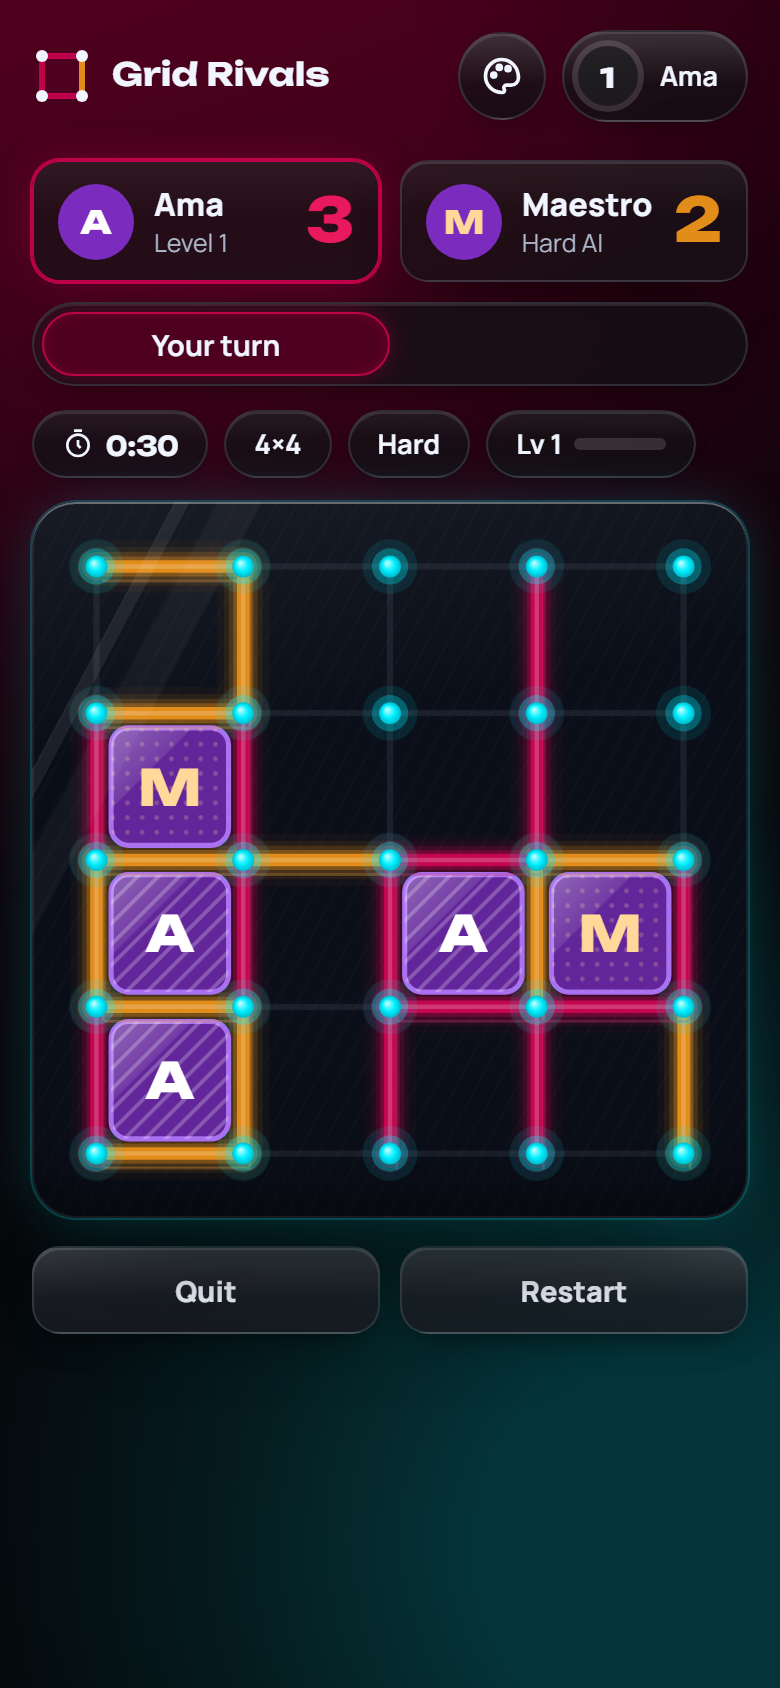 Grid Rivals
1 Ama
A Ama 3
Level 1
M Maestro 2
Hard AI
Your turn
0:30 4×4 Hard Lv 1
M
A A M
A
Quit Restart